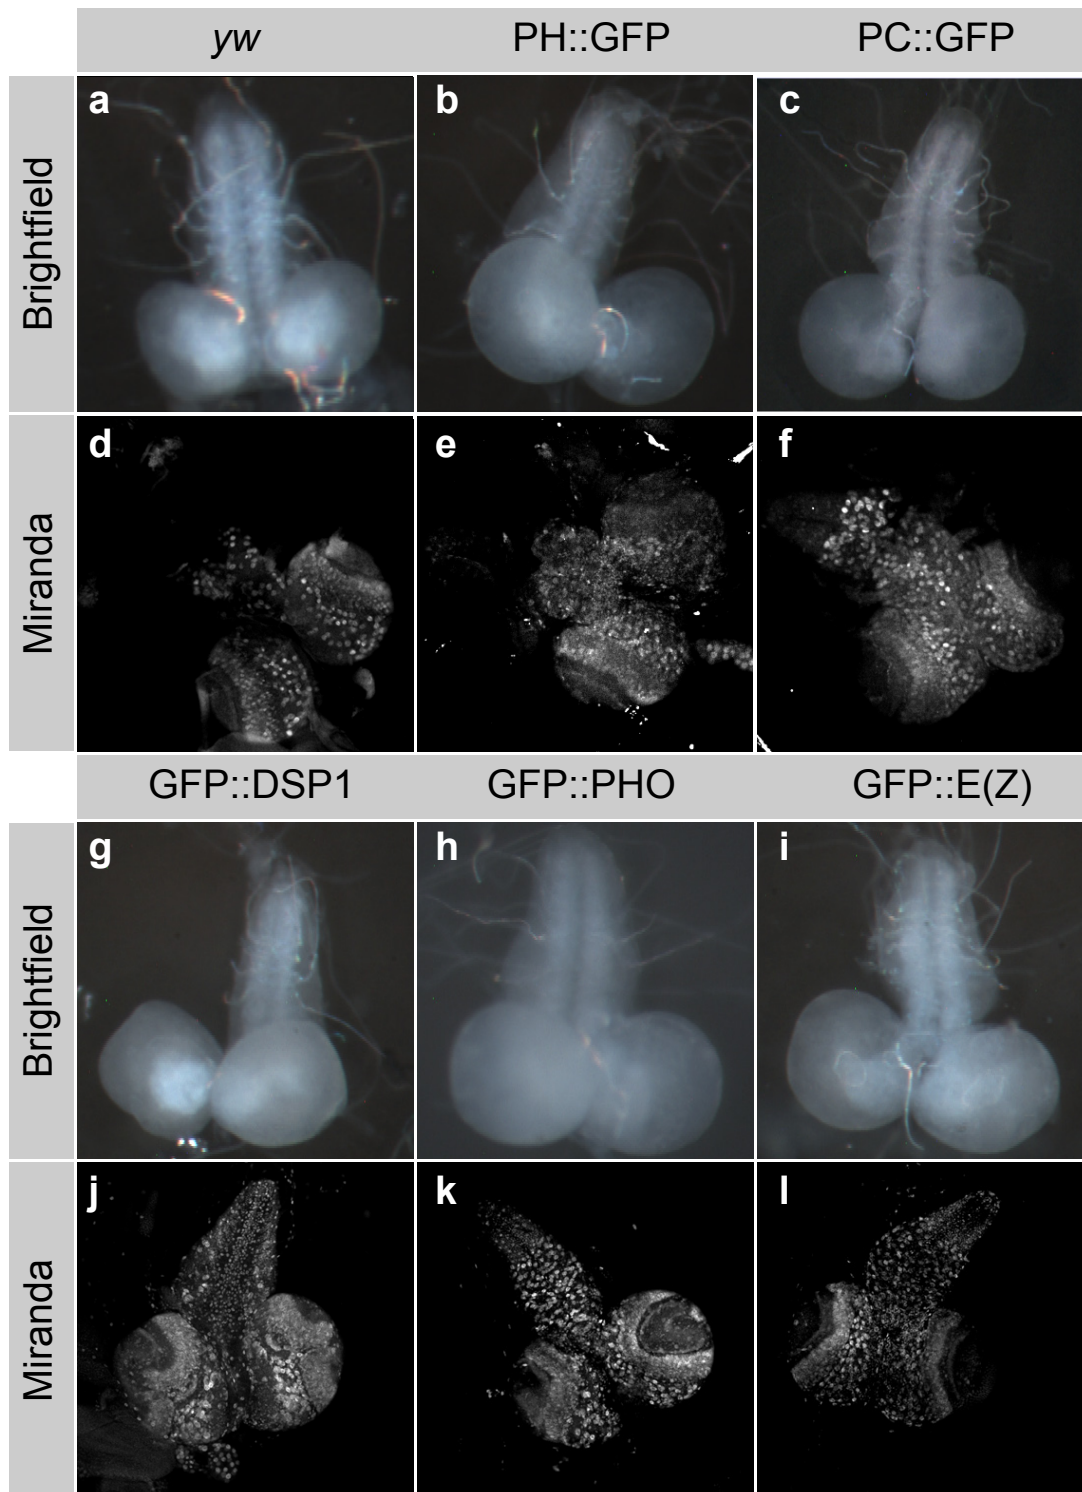 yw PH::GFP PC::GFP
Brightfield
a b c
Miranda
d e f
GFP::DSP1 GFP::PHO GFP::E(Z)
Brightfield
g h i
Miranda
j k l